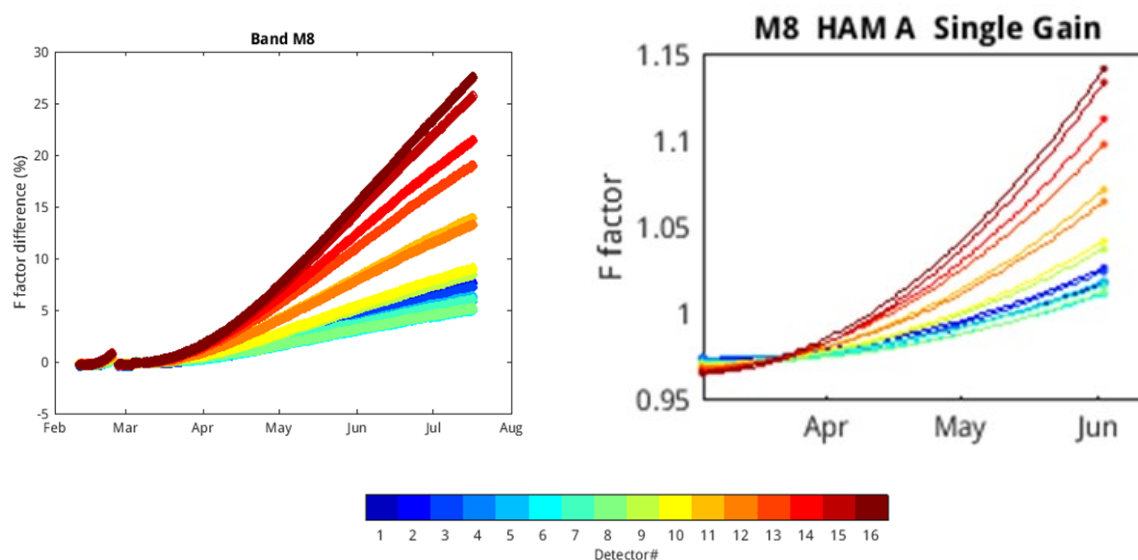 Band M8
30
25
20
15
10
5
0
-5
F factor difference (%)
Feb Mar Apr May Jun Jul Aug
M8 HAM A Single Gain
1.15
1.1
1.05
1
0.95
F factor
Apr May Jun
1 2 3 4 5 6 7 8 9 10 11 12 13 14 15 16
Detector#